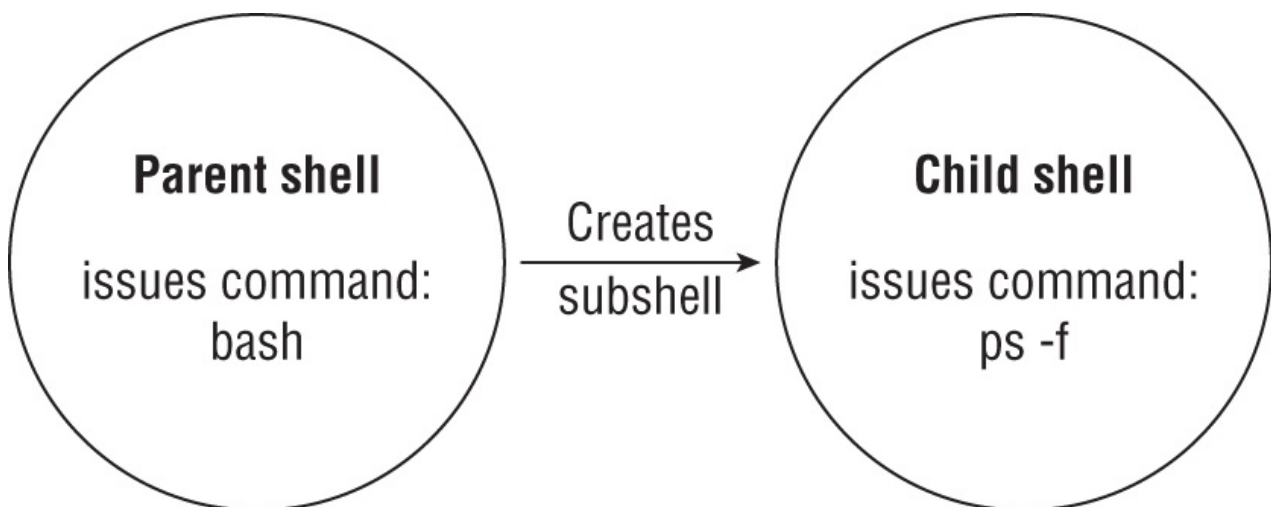 Parent shell
issues command:
bash
Creates
subshell
Child shell
issues command:
ps -f